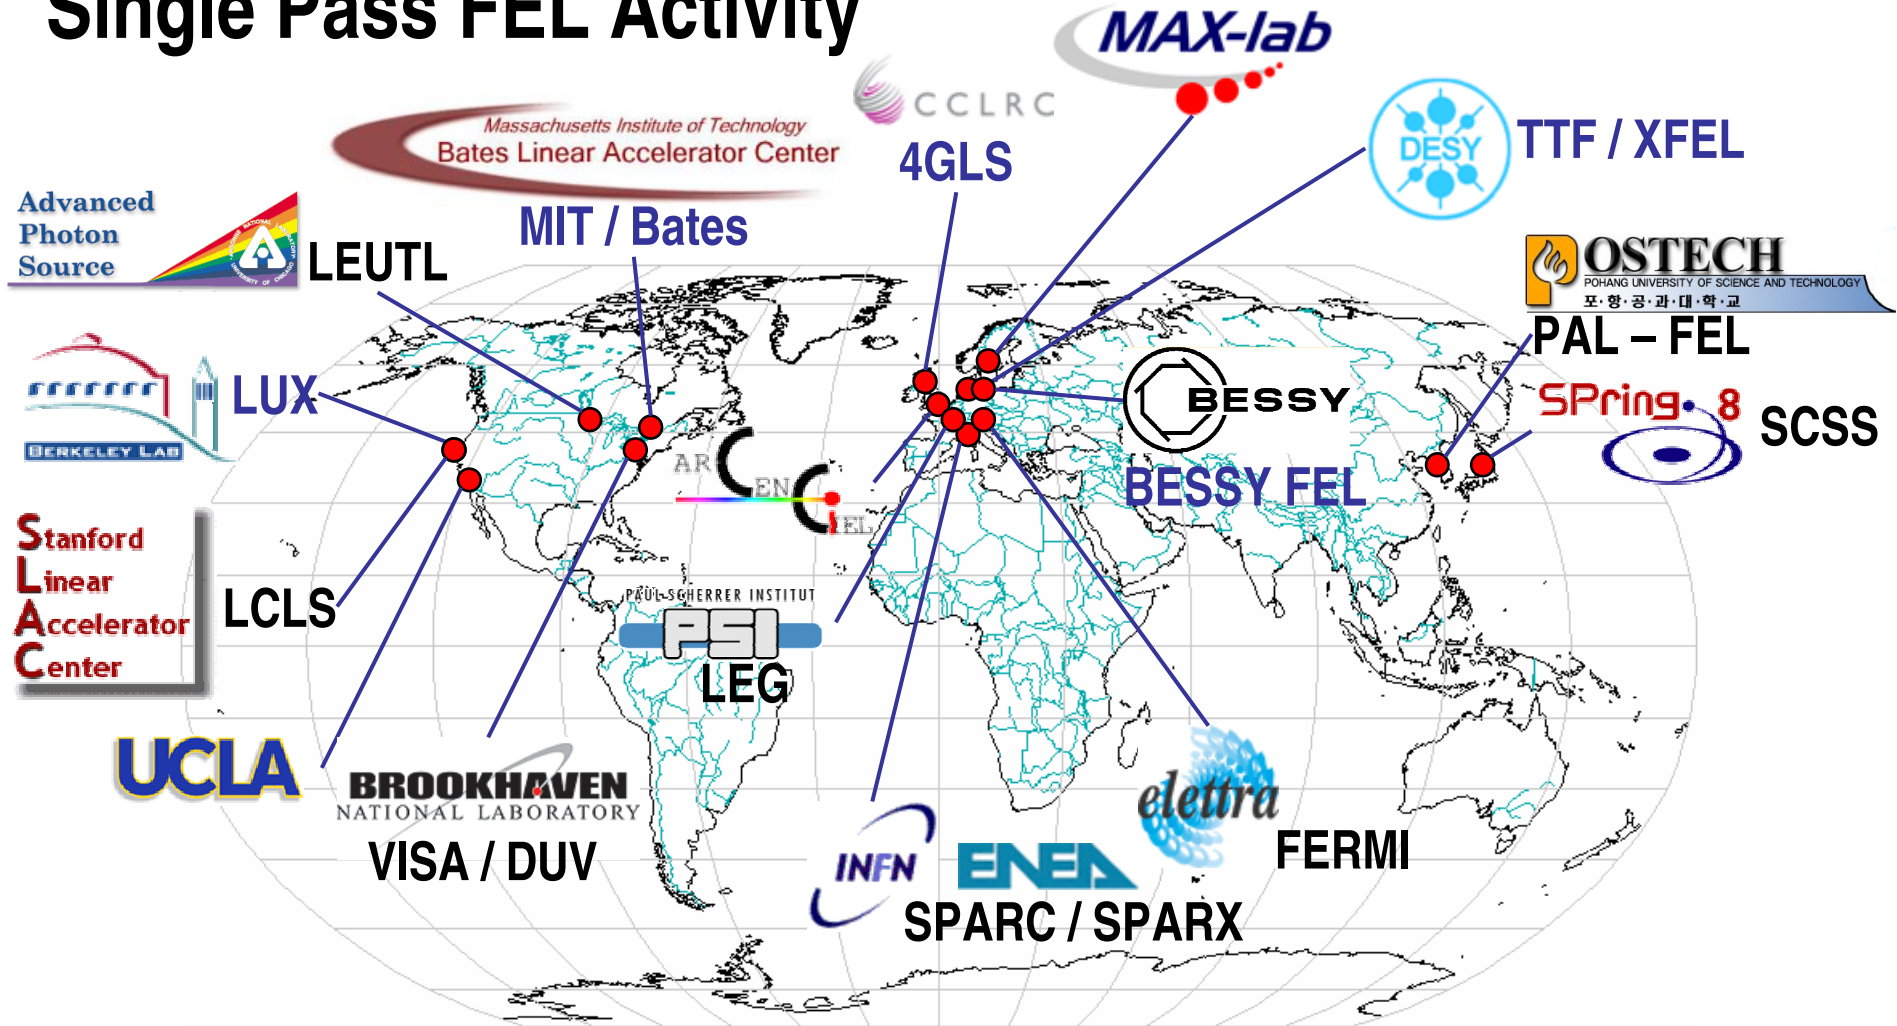 Single Pass FEL Activity
MAX-lab
CCLRC
4GLS
DESY
TTF / XFEL
Massachusetts Institute of Technology
Bates Linear Accelerator Center
MIT / Bates
Advanced
Photon
Source
LEUTL
POSTECH
POHANG UNIVERSITY OF SCIENCE AND TECHNOLOGY
포·항·공·과·대·학·교
PAL – FEL
BERKELEY LAB
LUX
BESSY
BESSY FEL
SPring-8
SCSS
ARC EN CiEL
Stanford
Linear
Accelerator
Center
LCLS
PAUL SCHERRER INSTITUT
PSI
LEG
UCLA
BROOKHAVEN
NATIONAL LABORATORY
VISA / DUV
INFN
ENEA
SPARC / SPARX
elettra
FERMI